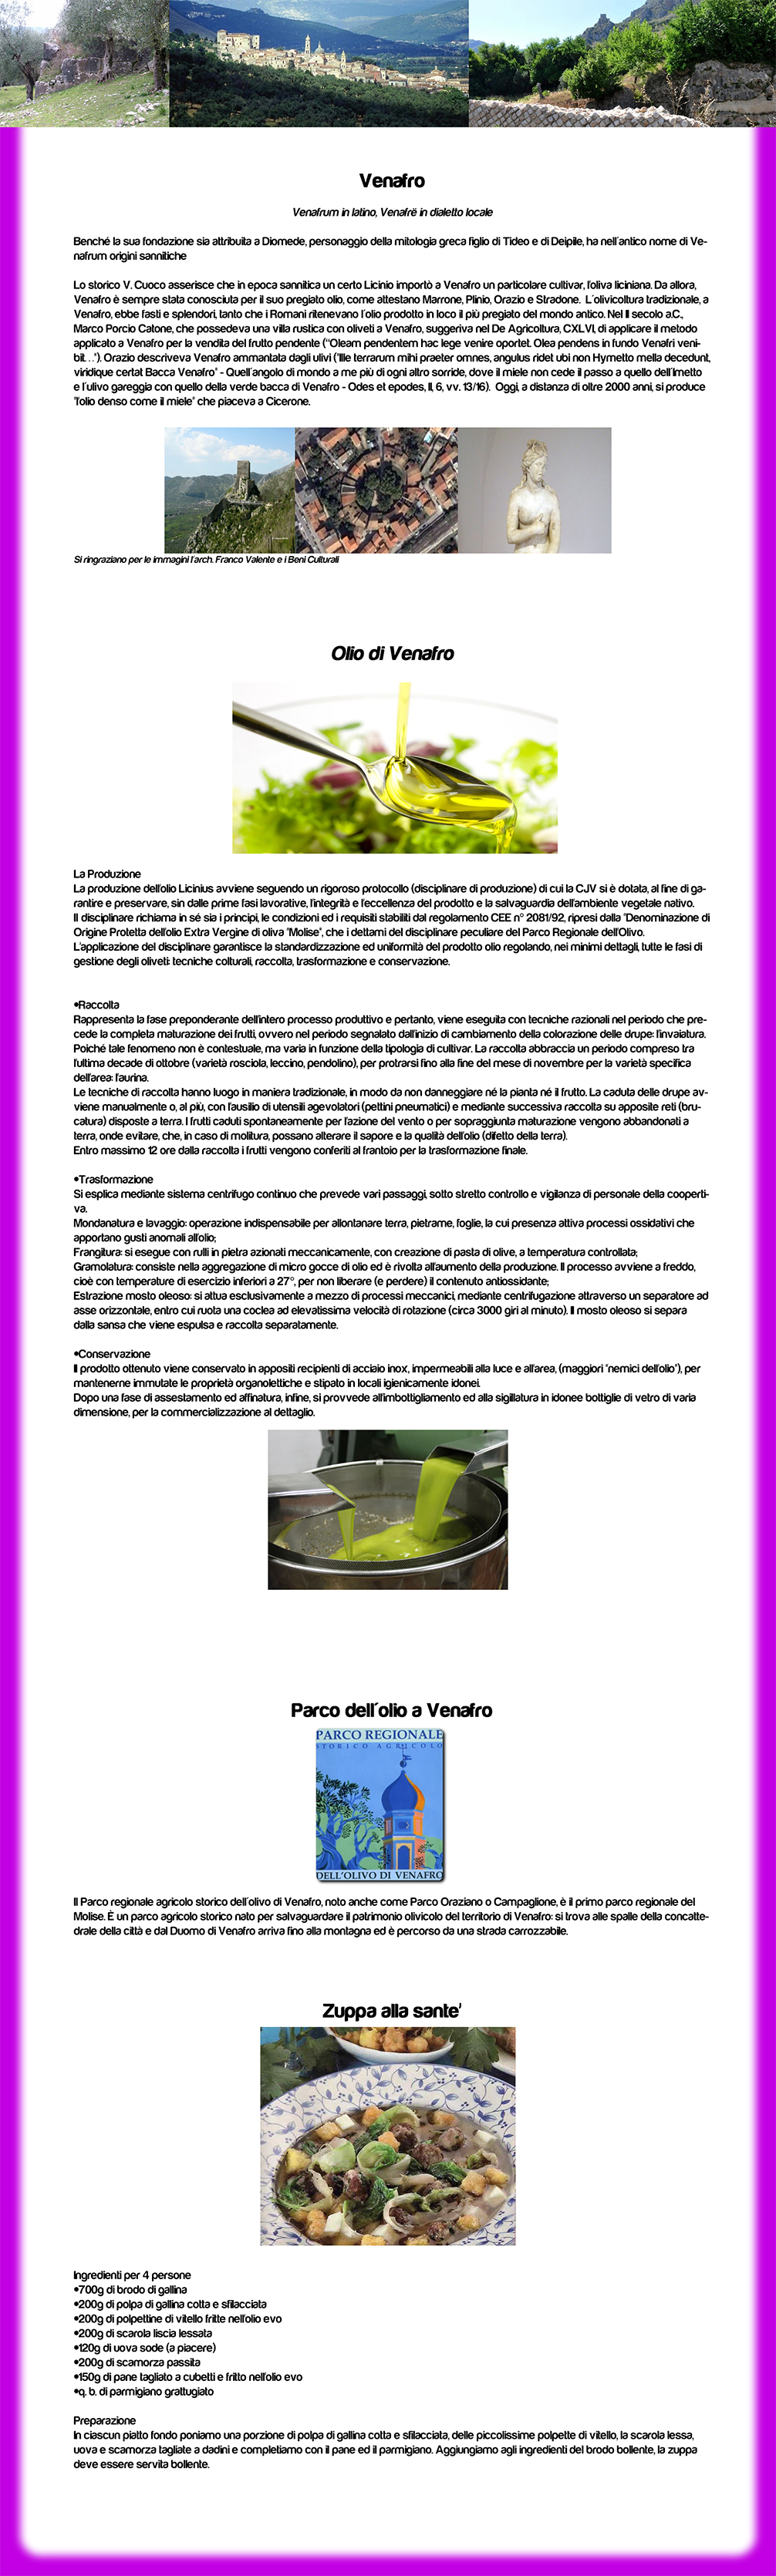 Venafro
Venafrum in latino, Venafrë in dialetto locale
Benché la sua fondazione sia attribuita a Diomede, personaggio della mitologia greca figlio di Tideo e di Deipile, ha nell´antico nome di Ve-
nafrum origini sannitiche
Lo storico V. Cuoco asserisce che in epoca sannitica un certo Licinio importò a Venafro un particolare cultivar, l'oliva liciniana. Da allora,
Venafro è sempre stata conosciuta per il suo pregiato olio, come attestano Marrone, Plinio, Orazio e Stradone. L´olivicoltura tradizionale, a
Venafro, ebbe fasti e splendori, tanto che i Romani ritenevano l´olio prodotto in loco il più pregiato del mondo antico. Nel II secolo a.C.,
Marco Porcio Catone, che possedeva una villa rustica con oliveti a Venafro, suggeriva nel De Agricoltura, CXLVI, di applicare il metodo
applicato a Venafro per la vendita del frutto pendente ("Oleam pendentem hac lege venire oportet. Olea pendens in fundo Venafri veni-
bit…"). Orazio descriveva Venafro ammantata dagli ulivi ("Ille terrarum mihi praeter omnes, angulus ridet ubi non Hymetto mella decedunt,
viridique certat Bacca Venafro" - Quell´angolo di mondo a me più di ogni altro sorride, dove il miele non cede il passo a quello dell´Imetto
e l´ulivo gareggia con quello della verde bacca di Venafro - Odes et epodes, II, 6, vv. 13/16). Oggi, a distanza di oltre 2000 anni, si produce
"l'olio denso come il miele" che piaceva a Cicerone.
Si ringraziano per le immagini l'arch. Franco Valente e i Beni Culturali
Olio di Venafro
La Produzione
La produzione dell'olio Licinius avviene seguendo un rigoroso protocollo (disciplinare di produzione) di cui la CJV si è dotata, al fine di ga-
rantire e preservare, sin dalle prime fasi lavorative, l'integrità e l'eccellenza del prodotto e la salvaguardia dell'ambiente vegetale nativo.
Il disciplinare richiama in sé sia i principi, le condizioni ed i requisiti stabiliti dal regolamento CEE n° 2081/92, ripresi dalla "Denominazione di
Origine Protetta dell'olio Extra Vergine di oliva "Molise", che i dettami del disciplinare peculiare del Parco Regionale dell'Olivo.
L'applicazione del disciplinare garantisce la standardizzazione ed uniformità del prodotto olio regolando, nei minimi dettagli, tutte le fasi di
gestione degli oliveti: tecniche colturali, raccolta, trasformazione e conservazione.
•Raccolta
Rappresenta la fase preponderante dell'intero processo produttivo e pertanto, viene eseguita con tecniche razionali nel periodo che pre-
cede la completa maturazione dei frutti, ovvero nel periodo segnalato dall'inizio di cambiamento della colorazione delle drupe: l'invaiatura.
Poiché tale fenomeno non è contestuale, ma varia in funzione della tipologia di cultivar. La raccolta abbraccia un periodo compreso tra
l'ultima decade di ottobre (varietà rosciola, leccino, pendolino), per protrarsi fino alla fine del mese di novembre per la varietà specifica
dell'area: l'aurina.
Le tecniche di raccolta hanno luogo in maniera tradizionale, in modo da non danneggiare né la pianta né il frutto. La caduta delle drupe av-
viene manualmente o, al più, con l'ausilio di utensili agevolatori (pettini pneumatici) e mediante successiva raccolta su apposite reti (bru-
catura) disposte a terra. I frutti caduti spontaneamente per l'azione del vento o per sopraggiunta maturazione vengono abbandonati a
terra, onde evitare, che, in caso di molitura, possano alterare il sapore e la qualità dell'olio (difetto della terra).
Entro massimo 12 ore dalla raccolta i frutti vengono conferiti al frantoio per la trasformazione finale.
•Trasformazione
Si esplica mediante sistema centrifugo continuo che prevede vari passaggi, sotto stretto controllo e vigilanza di personale della cooperti-
va.
Mondanatura e lavaggio: operazione indispensabile per allontanare terra, pietrame, foglie, la cui presenza attiva processi ossidativi che
apportano gusti anomali all'olio;
Frangitura: si esegue con rulli in pietra azionati meccanicamente, con creazione di pasta di olive, a temperatura controllata;
Gramolatura: consiste nella aggregazione di micro gocce di olio ed è rivolta all'aumento della produzione. Il processo avviene a freddo,
cioè con temperature di esercizio inferiori a 27°, per non liberare (e perdere) il contenuto antiossidante;
Estrazione mosto oleoso: si attua esclusivamente a mezzo di processi meccanici, mediante centrifugazione attraverso un separatore ad
asse orizzontale, entro cui ruota una coclea ad elevatissima velocità di rotazione (circa 3000 giri al minuto). Il mosto oleoso si separa
dalla sansa che viene espulsa e raccolta separatamente.
•Conservazione
Il prodotto ottenuto viene conservato in appositi recipienti di acciaio inox, impermeabili alla luce e all'area, (maggiori "nemici dell'olio"), per
mantenerne immutate le proprietà organolettiche e stipato in locali igienicamente idonei.
Dopo una fase di assestamento ed affinatura, infine, si provvede all'imbottigliamento ed alla sigillatura in idonee bottiglie di vetro di varia
dimensione, per la commercializzazione al dettaglio.
Parco dell´olio a Venafro
PARCO REGIONALE
STORICO AGRICOLO
DELL'OLIVO DI VENAFRO
Il Parco regionale agricolo storico dell´olivo di Venafro, noto anche come Parco Oraziano o Campaglione, è il primo parco regionale del
Molise. È un parco agricolo storico nato per salvaguardare il patrimonio olivicolo del territorio di Venafro: si trova alle spalle della concatte-
drale della città e dal Duomo di Venafro arriva fino alla montagna ed è percorso da una strada carrozzabile.
Zuppa alla sante'
Ingredienti per 4 persone
•700g di brodo di gallina
•200g di polpa di gallina cotta e sfilacciata
•200g di polpettine di vitello fritte nell'olio evo
•200g di scarola liscia lessata
•120g di uova sode (a piacere)
•200g di scamorza passita
•150g di pane tagliato a cubetti e fritto nell'olio evo
•q. b. di parmigiano grattugiato
Preparazione
In ciascun piatto fondo poniamo una porzione di polpa di gallina cotta e sfilacciata, delle piccolissime polpette di vitello, la scarola lessa,
uova e scamorza tagliate a dadini e completiamo con il pane ed il parmigiano. Aggiungiamo agli ingredienti del brodo bollente, la zuppa
deve essere servita bollente.